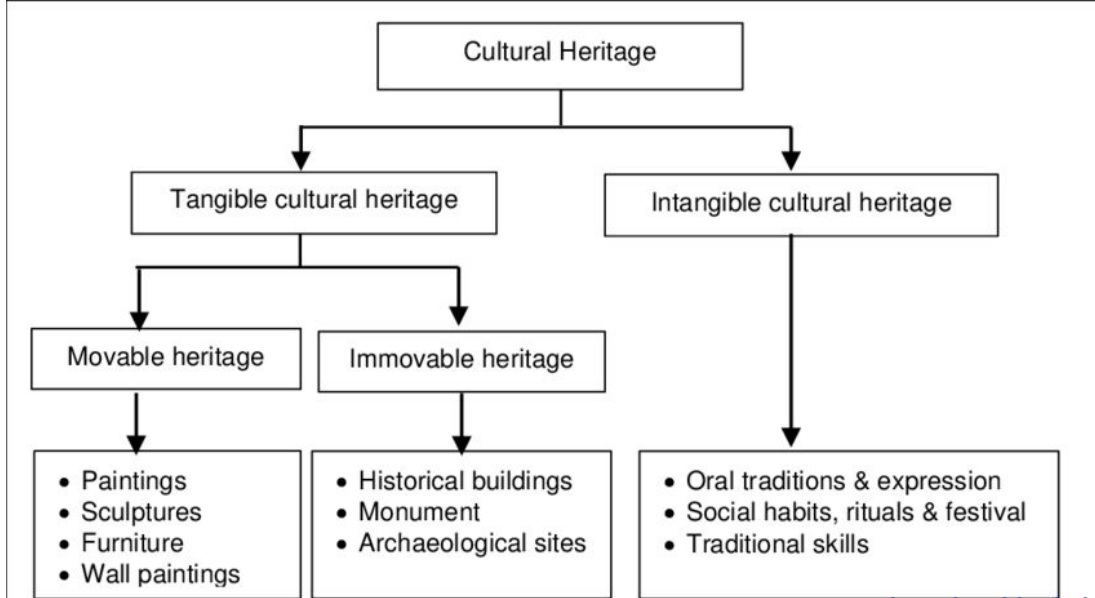 Cultural Heritage
Tangible cultural heritage
Intangible cultural heritage
Movable heritage
Immovable heritage
• Paintings
• Sculptures
• Furniture
• Wall paintings
• Historical buildings
• Monument
• Archaeological sites
• Oral traditions & expression
• Social habits, rituals & festival
• Traditional skills